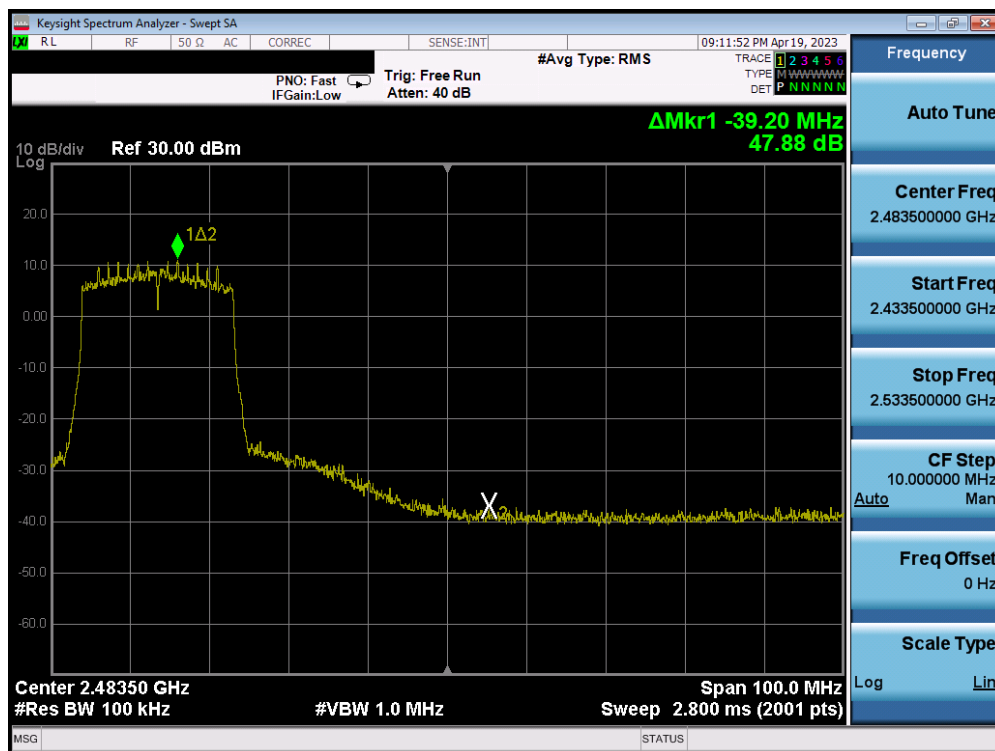 Keysight Spectrum Analyzer - Swept SA
LXI RL RF 50 Ω AC CORREC SENSE:INT 09:11:52 PM Apr 19, 2023
#Avg Type: RMS
TRACE 1 2 3 4 5 6
PNO: Fast Trig: Free Run
TYPE M WWWWW
IFGain:Low Atten: 40 dB
DET P N N N N N
ΔMkr1 -39.20 MHz
47.88 dB
10 dB/div Ref 30.00 dBm
Log
1Δ2
20.0
10.0
0.00
-10.0
-20.0
-30.0
-40.0
2
-50.0
-60.0
Center 2.48350 GHz Span 100.0 MHz
#Res BW 100 kHz #VBW 1.0 MHz Sweep 2.800 ms (2001 pts)
MSG STATUS
Frequency
Auto Tune
Center Freq
2.483500000 GHz
Start Freq
2.433500000 GHz
Stop Freq
2.533500000 GHz
CF Step
10.000000 MHz
Auto Man
Freq Offset
0 Hz
Scale Type
Log Lin